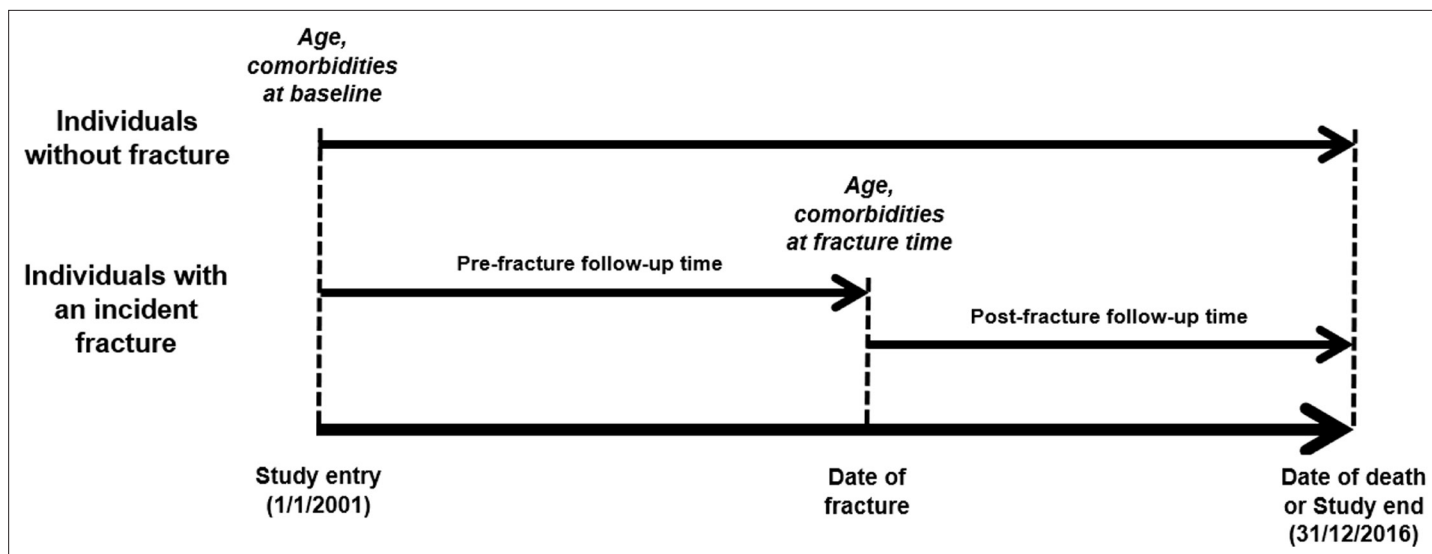 Age,
comorbidities
at baseline
Individuals
without fracture
Age,
comorbidities
at fracture time
Individuals with
an incident
fracture
Pre-fracture follow-up time
Post-fracture follow-up time
Study entry
(1/1/2001)
Date of
fracture
Date of death
or Study end
(31/12/2016)